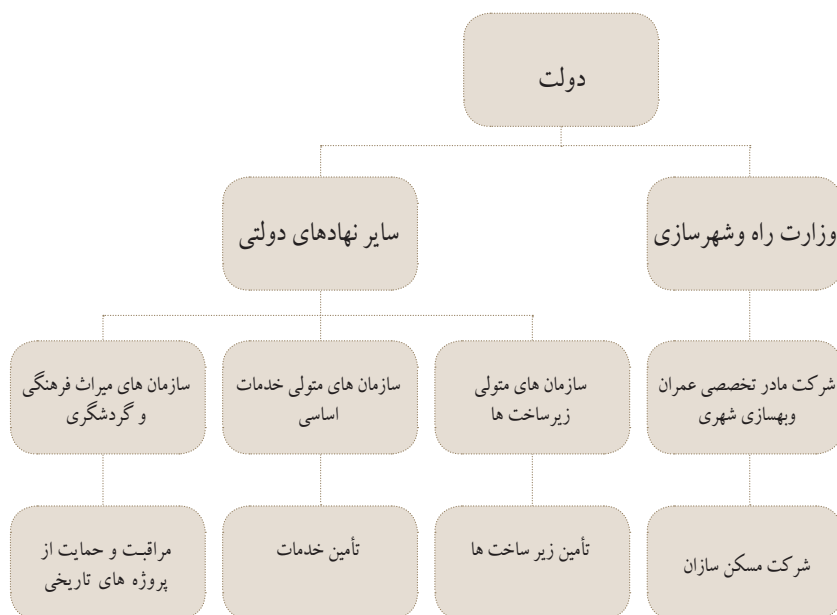 دولت
وزارت راه وشهرسازی
سایر نهادهای دولتی
شرکت مادر تخصصی عمران
وبهسازی شهری
سازمان های متولی
زیرساخت ها
سازمان های متولی خدمات
اساسی
سازمان های میراث فرهنگی
و گردشگری
شرکت مسکن سازان
تأمین زیر ساخت ها
تأمین خدمات
مراقبت و حمایت از
پروژه های تاریخی